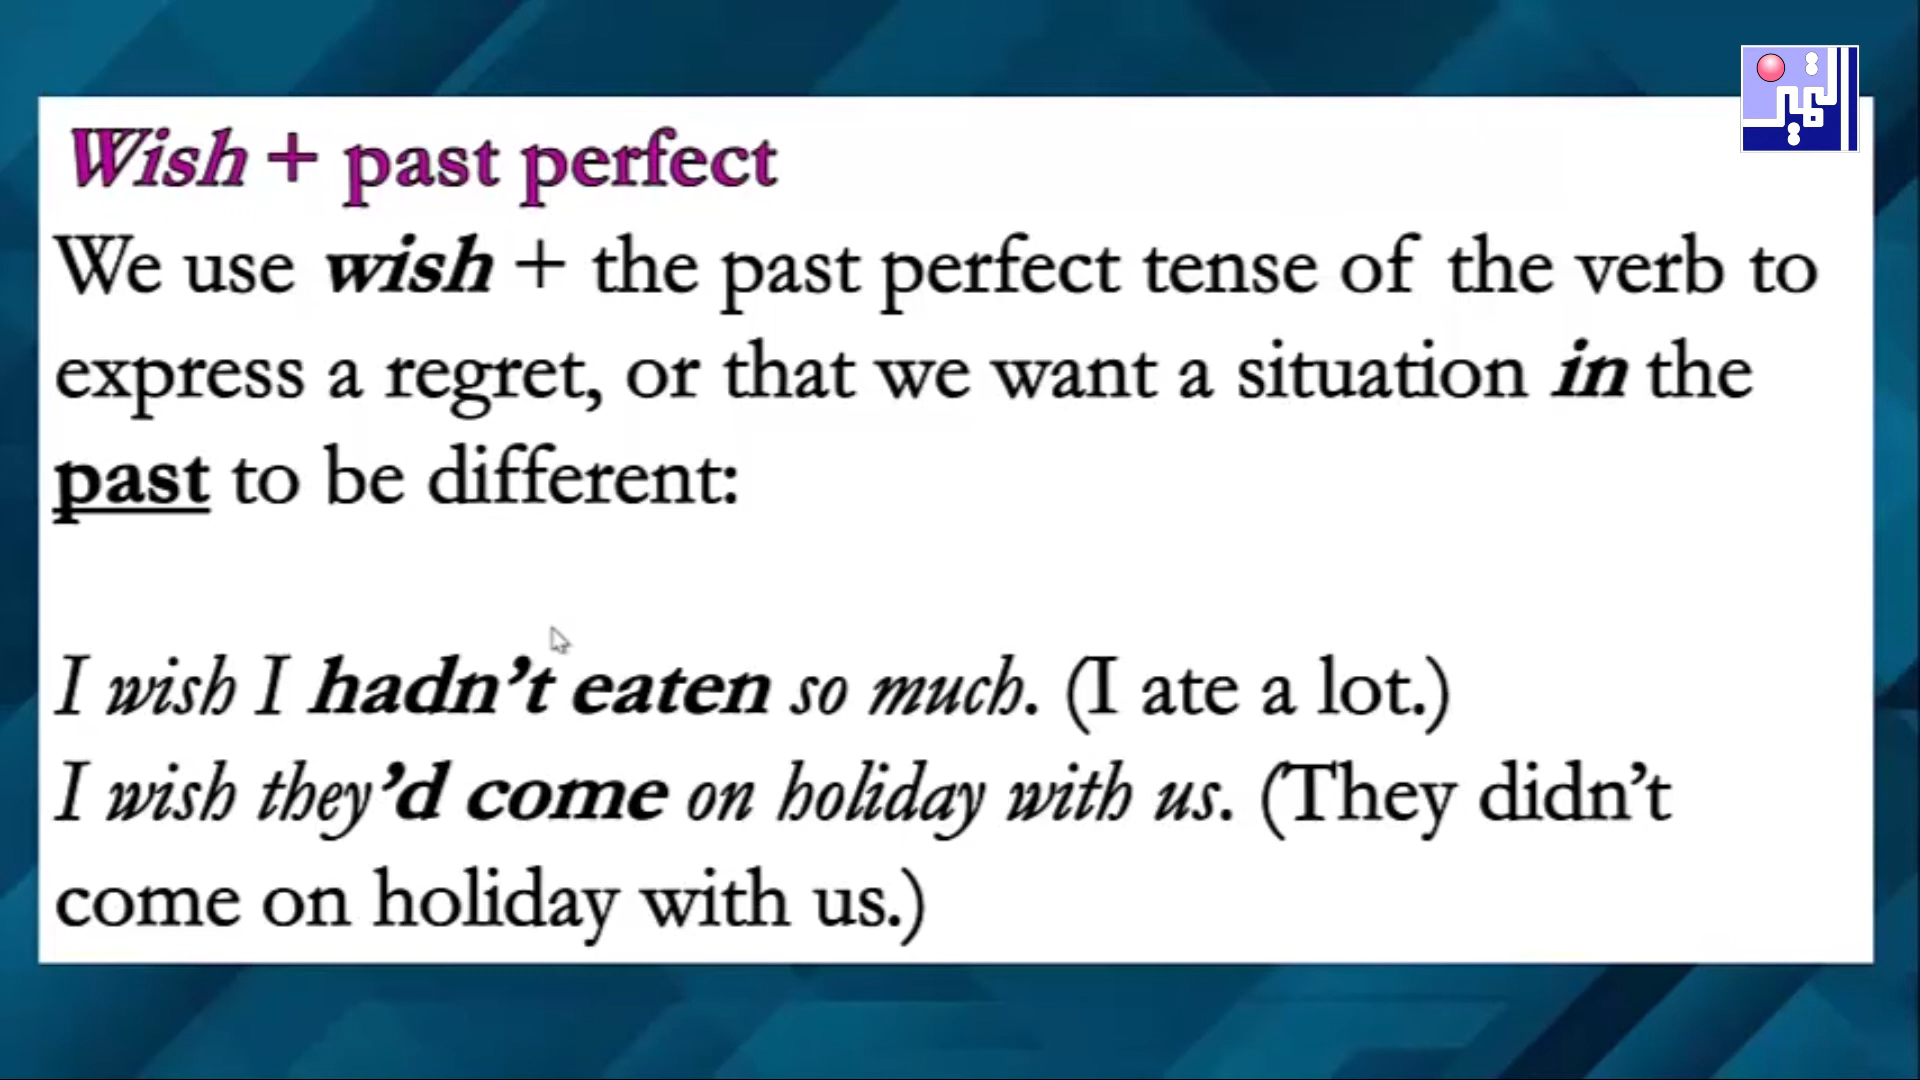 Wish + past perfect
We use wish + the past perfect tense of the verb to
express a regret, or that we want a situation in the
past to be different:
I wish I hadn’t eaten so much. (I ate a lot.)
I wish they’d come on holiday with us. (They didn’t
come on holiday with us.)